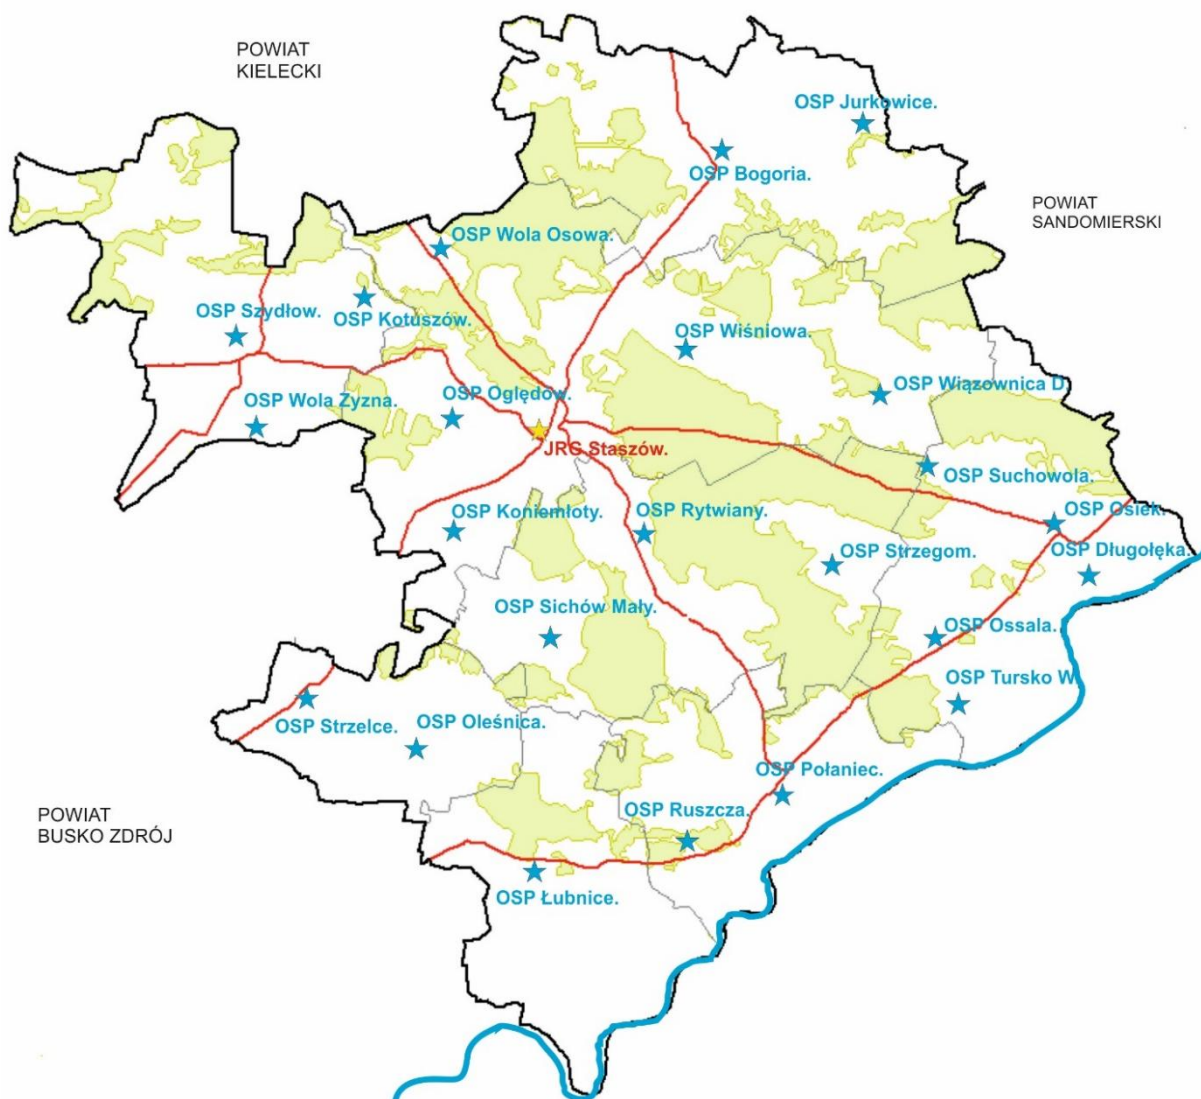 POWIAT
KIELECKI
OSP Jurkowice.
OSP Bogoria.
POWIAT
SANDOMIERSKI
OSP Wola Osowa.
OSP Szydłow.
OSP Kotuszów.
OSP Wiśniowa.
OSP Wiązownica D.
OSP Wola Zyzna.
OSP Oględów.
JRG Staszów.
OSP Suchowola.
OSP Koniemłoty.
OSP Rytwiany.
OSP Osiek.
OSP Strzegom.
OSP Długołęka.
OSP Sichów Mały.
OSP Ossala.
OSP Tursko W.
OSP Strzelce.
OSP Oleśnica.
OSP Połaniec.
POWIAT
BUSKO ZDRÓJ
OSP Ruszcza.
OSP Łubnice.